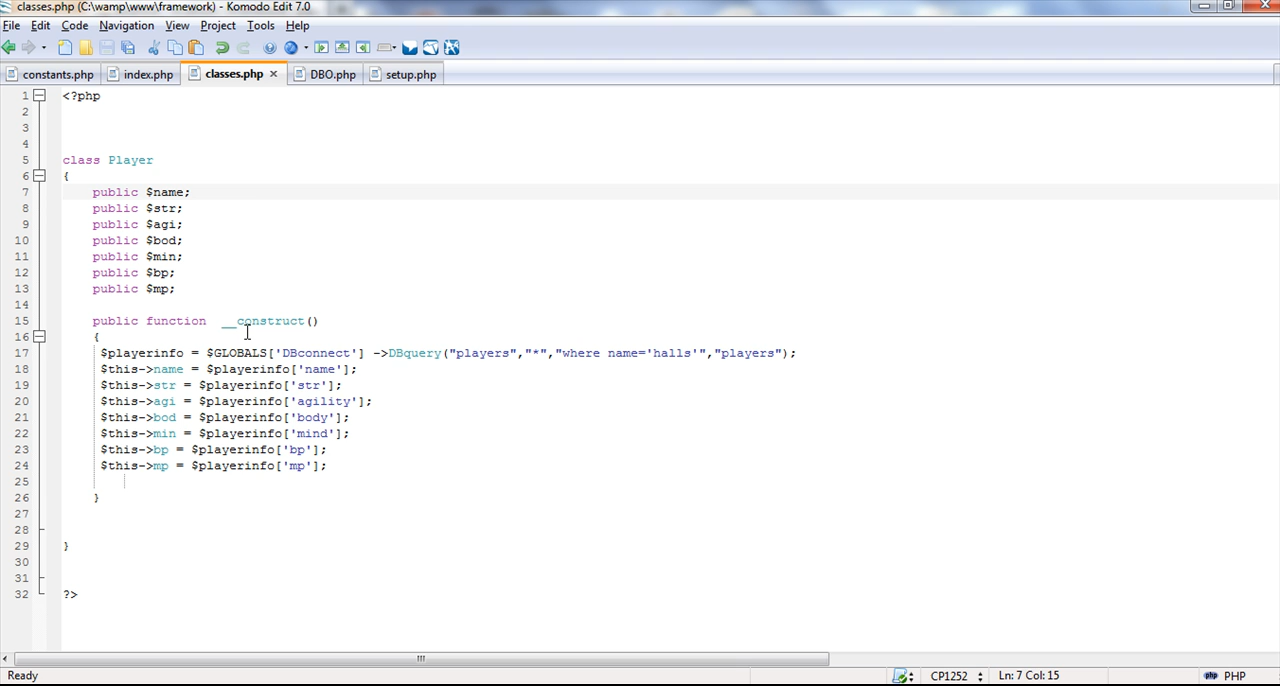 classes.php (C:\wamp\www\framework) - Komodo Edit 7.0
File Edit Code Navigation View Project Tools Help
constants.php index.php classes.php DBO.php setup.php
1 <?php
2
3
4
5 class Player
6 {
7 public $name;
8 public $str;
9 public $agi;
10 public $bod;
11 public $min;
12 public $bp;
13 public $mp;
14
15 public function __construct()
16 {
17 $playerinfo = $GLOBALS['DBconnect'] ->DBquery("players","*","where name='halls'","players");
18 $this->name = $playerinfo['name'];
19 $this->str = $playerinfo['str'];
20 $this->agi = $playerinfo['agility'];
21 $this->bod = $playerinfo['body'];
22 $this->min = $playerinfo['mind'];
23 $this->bp = $playerinfo['bp'];
24 $this->mp = $playerinfo['mp'];
25
26 }
27
28
29 }
30
31
32 ?>
Ready CP1252 Ln: 7 Col: 15 PHP